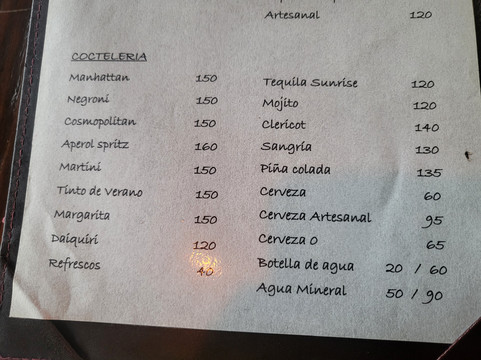 Artesanal 120
COCTELERIA
Manhattan 150
Negroni 150
Cosmopolitan 150
Aperol spritz 160
Martini 150
Tinto de Verano 150
Margarita 150
Daiquiri 120
Refrescos 40
Tequila Sunrise 120
Mojito 120
Clericot 140
Sangria 130
Piña colada 135
Cerveza 60
Cerveza Artesanal 95
Cerveza 0 65
Botella de agua 20 / 60
Agua Mineral 50 / 90